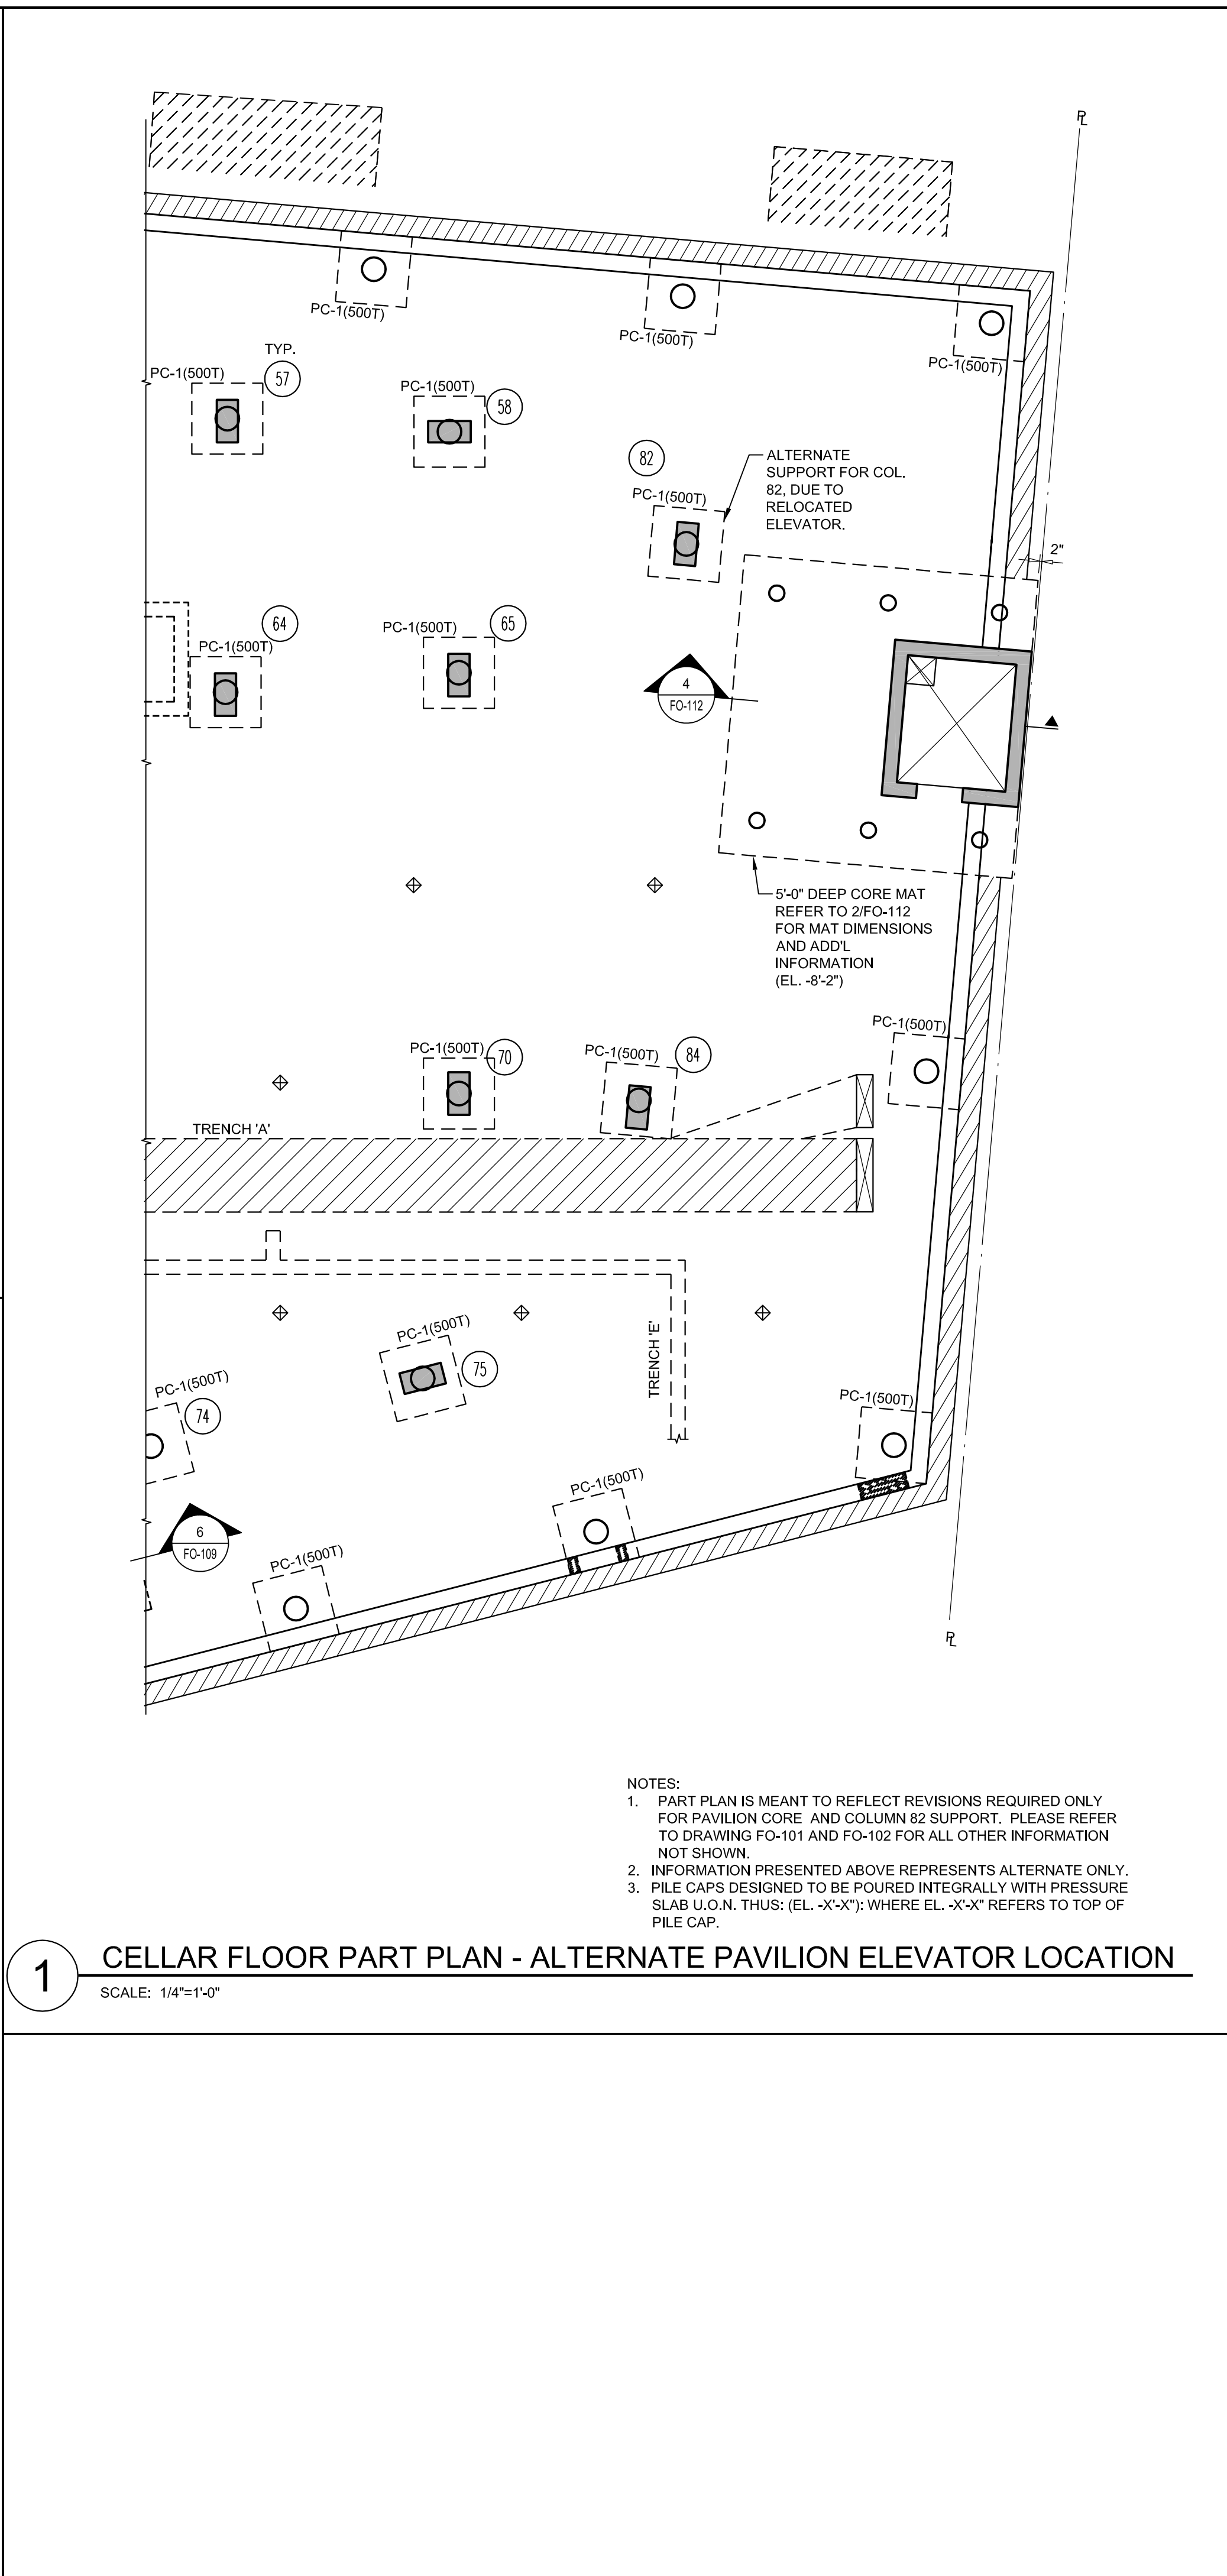 PL
PC-1(500T)
PC-1(500T)
PC-1(500T)
TYP.
PC-1(500T)
57
PC-1(500T)
58
82
ALTERNATE
SUPPORT FOR COL.
82, DUE TO
RELOCATED
ELEVATOR.
PC-1(500T)
2"
64
PC-1(500T)
PC-1(500T)
65
4
FO-112
5'-0" DEEP CORE MAT
REFER TO 2/FO-112
FOR MAT DIMENSIONS
AND ADD'L
INFORMATION
(EL. -8'-2")
PC-1(500T)
PC-1(500T)
70
PC-1(500T)
84
TRENCH 'A'
PC-1(500T)
75
TRENCH 'E'
PC-1(500T)
74
PC-1(500T)
PC-1(500T)
6
FO-109
PC-1(500T)
PL
NOTES:
1. PART PLAN IS MEANT TO REFLECT REVISIONS REQUIRED ONLY
FOR PAVILION CORE AND COLUMN 82 SUPPORT. PLEASE REFER
TO DRAWING FO-101 AND FO-102 FOR ALL OTHER INFORMATION
NOT SHOWN.
2. INFORMATION PRESENTED ABOVE REPRESENTS ALTERNATE ONLY.
3. PILE CAPS DESIGNED TO BE POURED INTEGRALLY WITH PRESSURE
SLAB U.O.N. THUS: (EL. -X'-X"): WHERE EL. -X'-X" REFERS TO TOP OF
PILE CAP.
1
CELLAR FLOOR PART PLAN - ALTERNATE PAVILION ELEVATOR LOCATION
SCALE: 1/4"=1'-0"